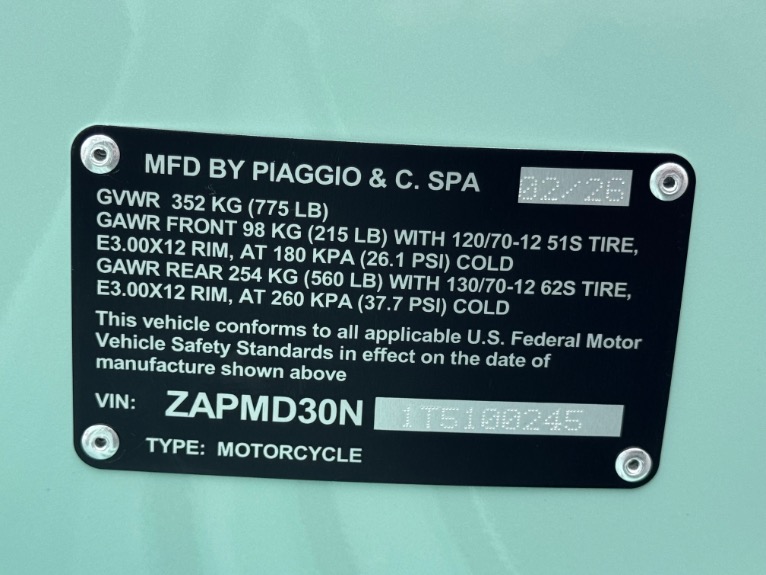 MFD BY PIAGGIO & C. SPA 02/26
GVWR 352 KG (775 LB)
GAWR FRONT 98 KG (215 LB) WITH 120/70-12 51S TIRE,
E3.00X12 RIM, AT 180 KPA (26.1 PSI) COLD
GAWR REAR 254 KG (560 LB) WITH 130/70-12 62S TIRE,
E3.00X12 RIM, AT 260 KPA (37.7 PSI) COLD
This vehicle conforms to all applicable U.S. Federal Motor
Vehicle Safety Standards in effect on the date of
manufacture shown above
VIN: ZAPMD30N 1T5100245
TYPE: MOTORCYCLE